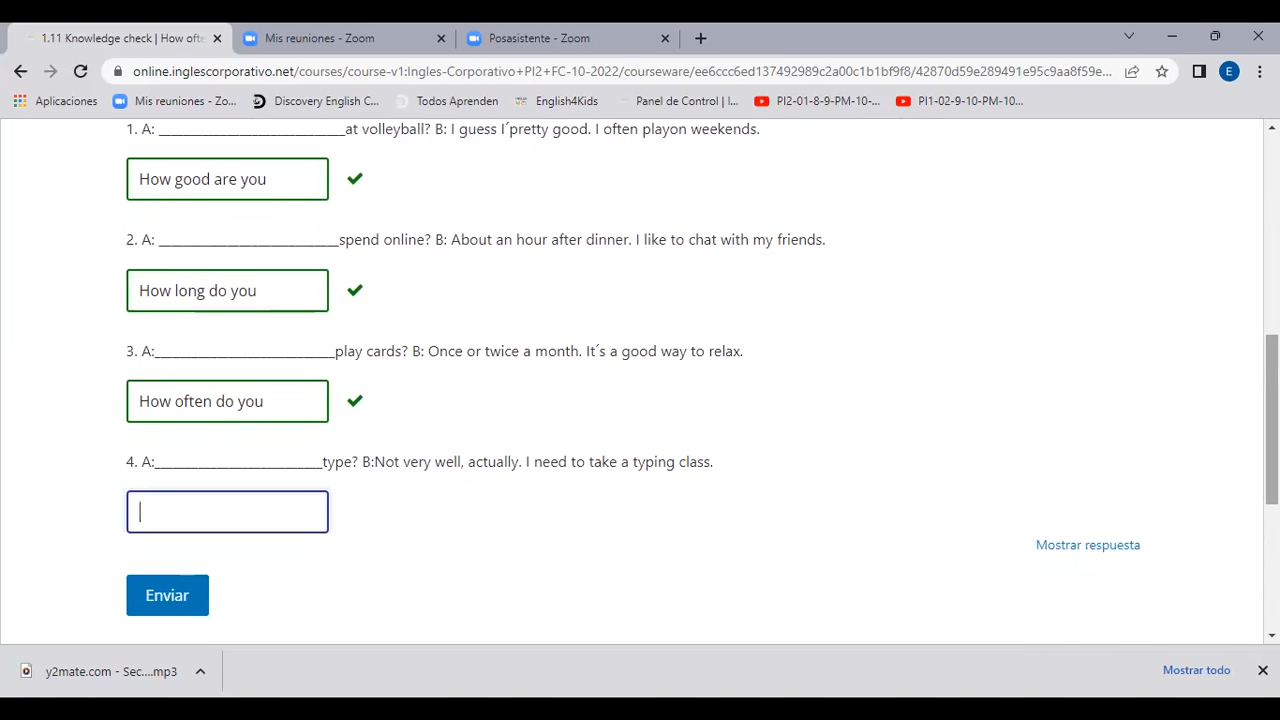 1.11 Knowledge check | How ofte
Mis reuniones - Zoom
Posasistente - Zoom
online.inglescorporativo.net/courses/course-v1:Ingles-Corporativo+PI2+FC-10-2022/courseware/ee6ccc6ed137492989c2a00c1b1bf9f8/42870d59e289491e95c9aa8f59e...
E
Aplicaciones
Mis reuniones - Zo...
Discovery English C...
Todos Aprenden
English4Kids
Panel de Control | I...
PI2-01-8-9-PM-10-...
PI1-02-9-10-PM-10...
1. A: ___________________________at volleyball? B: I guess I´pretty good. I often playon weekends.
How good are you
2. A: __________________________spend online? B: About an hour after dinner. I like to chat with my friends.
How long do you
3. A:__________________________play cards? B: Once or twice a month. It´s a good way to relax.
How often do you
4. A:________________________type? B:Not very well, actually. I need to take a typing class.
Mostrar respuesta
Enviar
y2mate.com - Sec....mp3
Mostrar todo